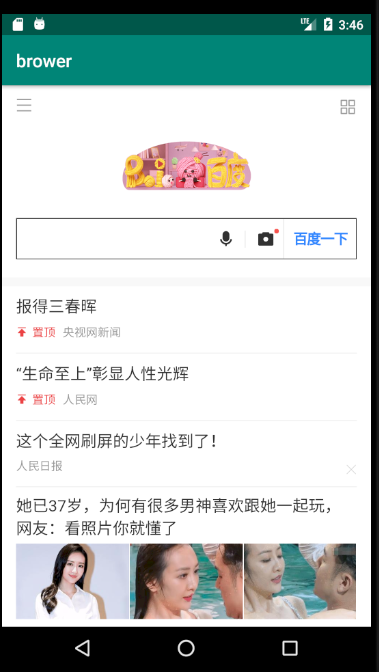 LTE 3:46
brower
Bai 百度
百度一下
报得三春晖
置顶 央视网新闻
“生命至上”彰显人性光辉
置顶 人民网
这个全网刷屏的少年找到了！
人民日报
她已37岁，为何有很多男神喜欢跟她一起玩，
网友：看照片你就懂了